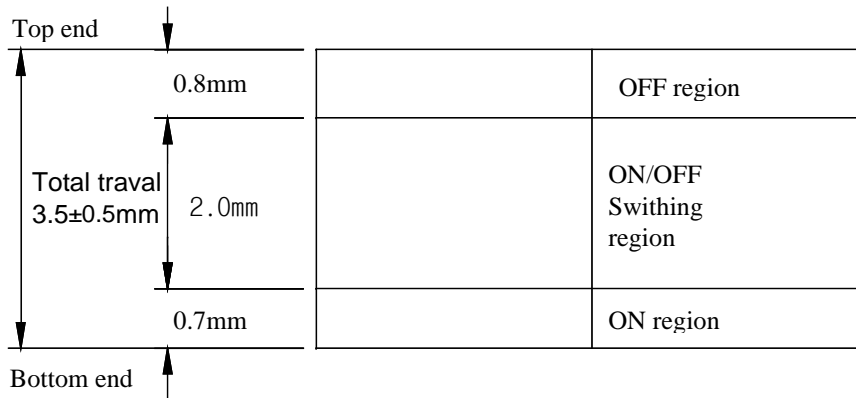 Top end
0.8mm
OFF region
Total traval
3.5±0.5mm
2.0mm
ON/OFF
Swithing
region
0.7mm
ON region
Bottom end